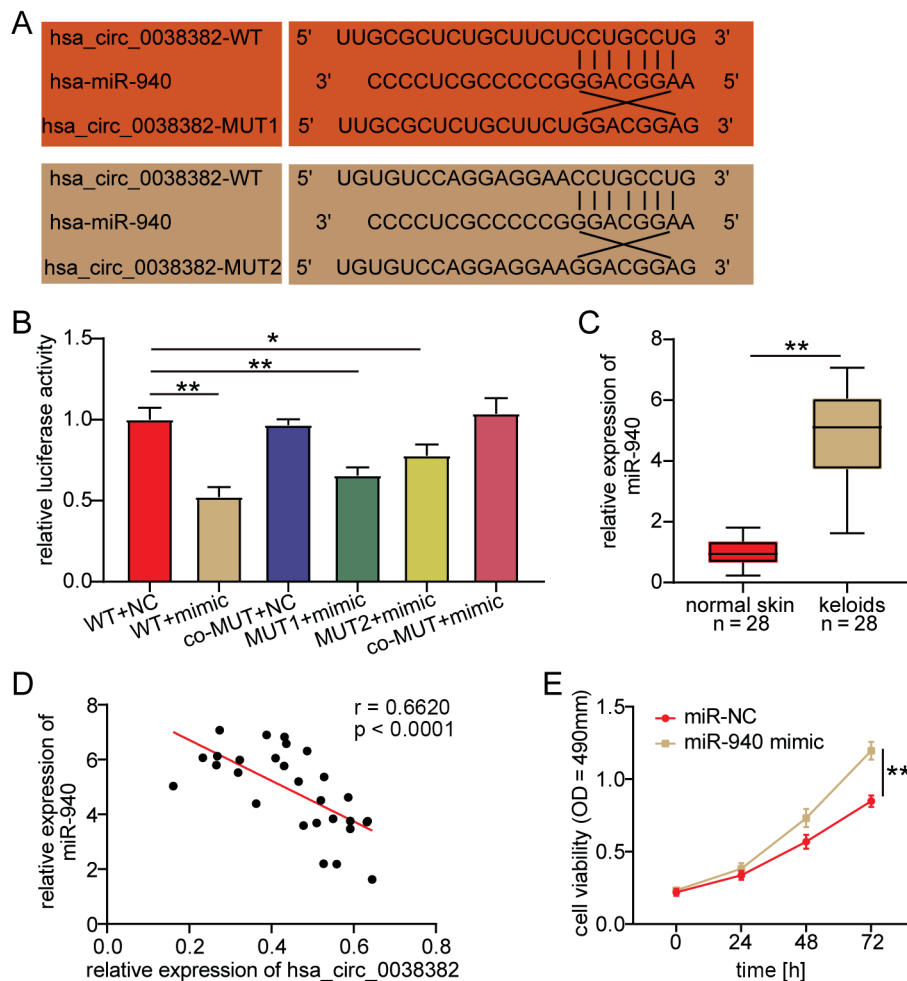 A
hsa_circ_0038382-WT 5' UUGCGCUCUGCUUCUCCUGCCUG 3'
hsa-miR-940 3' CCCCUCGCCCCCGGGACGGAA 5'
hsa_circ_0038382-MUT1 5' UUGCGCUCUGCUUCUGGACGGAG 3'
hsa_circ_0038382-WT 5' UGUGUCCAGGAGGAACCUGCCUG 3'
hsa-miR-940 3' CCCCUCGCCCCCGGGACGGAA 5'
hsa_circ_0038382-MUT2 5' UGUGUCCAGGAGGAAGGACGGAG 3'
B
relative luciferase activity
1.5
1.0
0.5
0.0
*
**
**
WT+NC
WT+mimic
co-MUT+NC
MUT1+mimic
MUT2+mimic
co-MUT+mimic
C
relative expression of
miR-940
8
6
4
2
0
**
normal skin
n = 28
keloids
n = 28
D
relative expression of
miR-940
8
6
4
2
0
r = 0.6620
p < 0.0001
0.0 0.2 0.4 0.6 0.8
relative expression of hsa_circ_0038382
E
cell viability (OD = 490mm)
1.5
1.0
0.5
0.0
miR-NC
miR-940 mimic
**
0 24 48 72
time [h]